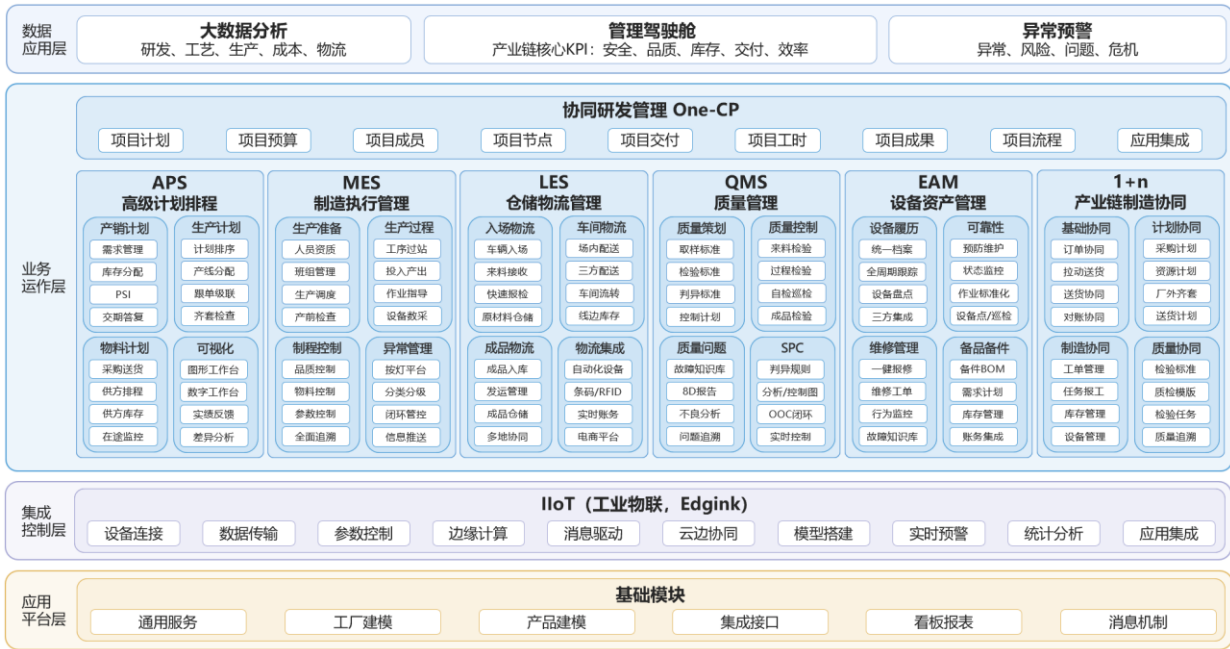 数据
应用层
大数据分析
研发、工艺、生产、成本、物流
管理驾驶舱
产业链核心KPI：安全、品质、库存、交付、效率
异常预警
异常、风险、问题、危机
业务
运作层
协同研发管理 One-CP
项目计划
项目预算
项目成员
项目节点
项目交付
项目工时
项目成果
项目流程
应用集成
APS
高级计划排程
产销计划
需求管理
库存分配
PSI
交期答复
生产计划
计划排序
产线分配
跟单级联
齐套检查
物料计划
采购送货
供方排程
供方库存
在途监控
可视化
图形工作台
数字工作台
实绩反馈
差异分析
MES
制造执行管理
生产准备
人员资质
班组管理
生产调度
产前检查
生产过程
工序过站
投入产出
作业指导
设备数采
制程控制
品质控制
物料控制
参数控制
全面追溯
异常管理
按灯平台
分类分级
闭环管控
信息推送
LES
仓储物流管理
入场物流
车辆入场
来料接收
快速报检
原材料仓储
车间物流
场内配送
三方配送
车间流转
线边库存
成品物流
成品入库
发运管理
成品仓储
多地协同
物流集成
自动化设备
条码/RFID
实时账务
电商平台
QMS
质量管理
质量策划
取样标准
检验标准
判异标准
控制计划
质量控制
来料检验
过程检验
自检巡检
成品检验
质量问题
故障知识库
8D报告
不良分析
问题追溯
SPC
判异规则
分析/控制图
OOC闭环
实时控制
EAM
设备资产管理
设备履历
统一档案
全周期跟踪
设备盘点
三方集成
可靠性
预防维护
状态监控
作业标准化
设备点/巡检
维修管理
一健报修
维修工单
行为监控
故障知识库
备品备件
备件BOM
需求计划
库存管理
账务集成
1+n
产业链制造协同
基础协同
订单协同
拉动送货
送货协同
对账协同
计划协同
采购计划
资源计划
厂外齐套
送货计划
制造协同
工单管理
任务报工
库存管理
设备管理
质量协同
检验标准
质检模版
检验任务
质量追溯
集成
控制层
IIoT（工业物联，Edgink）
设备连接
数据传输
参数控制
边缘计算
消息驱动
云边协同
模型搭建
实时预警
统计分析
应用集成
应用
平台层
基础模块
通用服务
工厂建模
产品建模
集成接口
看板报表
消息机制